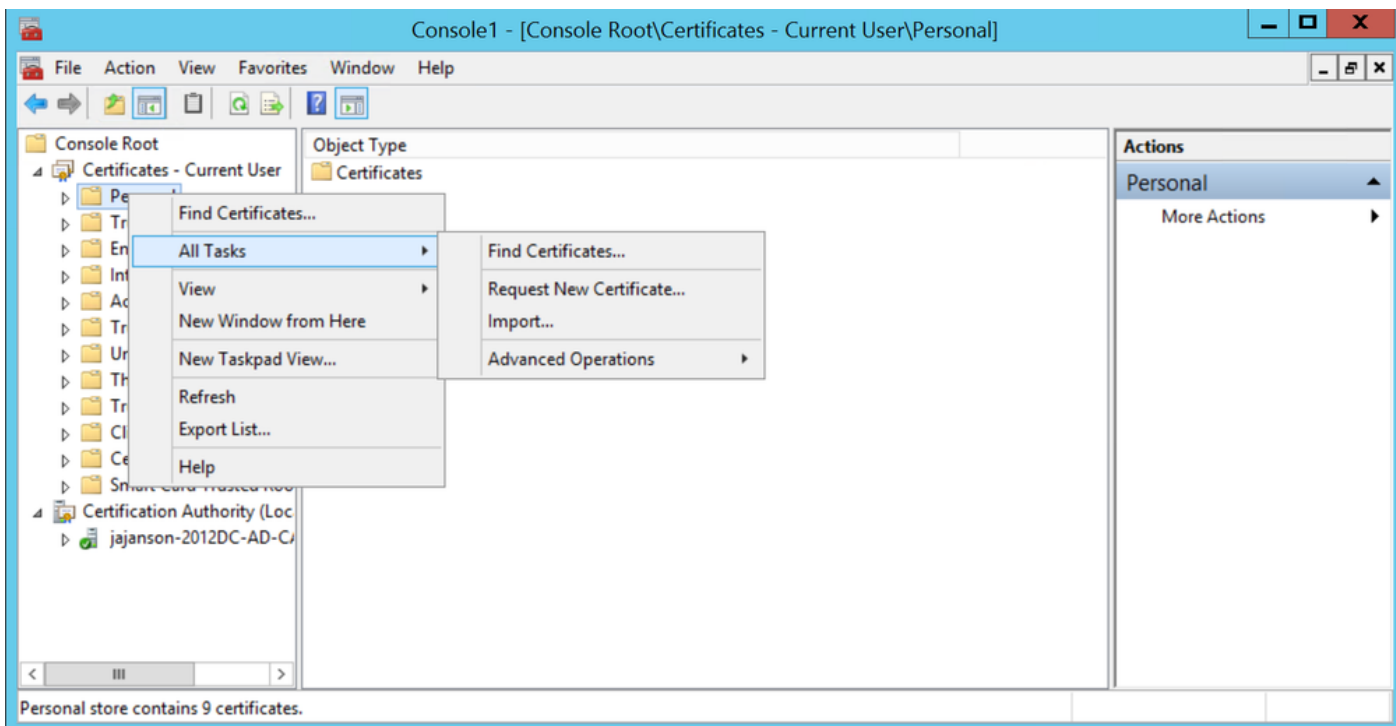 Console1 - [Console Root\Certificates - Current User\Personal]
File Action View Favorites Window Help
Console Root
Certificates - Current User
Object Type
Certificates
Actions
Personal
More Actions
Find Certificates...
All Tasks
View
New Window from Here
New Taskpad View...
Refresh
Export List...
Help
Find Certificates...
Request New Certificate...
Import...
Advanced Operations
Certification Authority (Loc
jajanson-2012DC-AD-CA
Personal store contains 9 certificates.